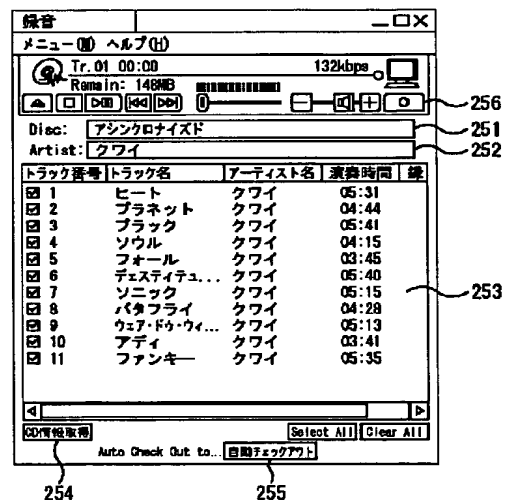 録音
メニュー(M) ヘルプ(H)
Tr.01 00:00 132kbps
Remain: 148MB
256
Disc: アシンクロナイズド 251
Artist: クワイ 252
トラック番号 トラック名 アーティスト名 演奏時間 録
1 ヒート クワイ 05:31
2 プラネット クワイ 04:44
3 ブラック クワイ 05:41
4 ソウル クワイ 04:15
5 フォール クワイ 03:45
6 デェスティテュ... クワイ 05:40
7 ソニック クワイ 05:15
8 バタフライ クワイ 04:28
9 ウェア・ドゥ・ウィ... クワイ 05:13
10 アディ クワイ 03:41
11 ファンキー クワイ 05:35
253
CD情報取得 Select All Clear All
Auto Check Out to... 自動チェックアウト
254 255